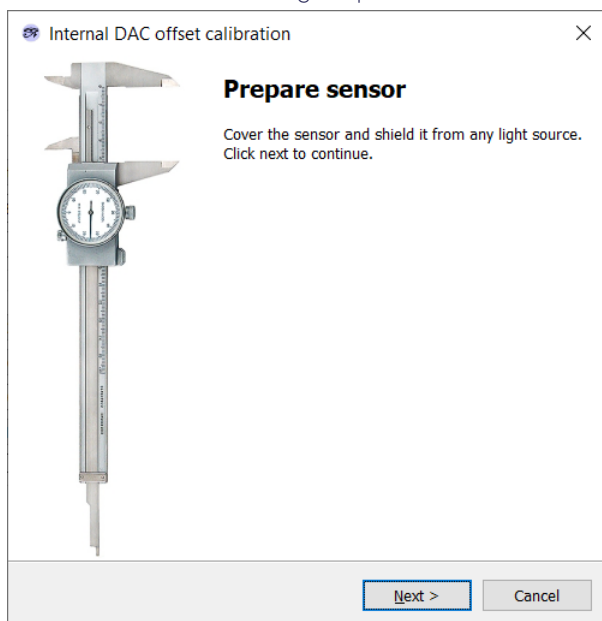 Internal DAC offset calibration
Prepare sensor
Cover the sensor and shield it from any light source.
Click next to continue.
Next >
Cancel